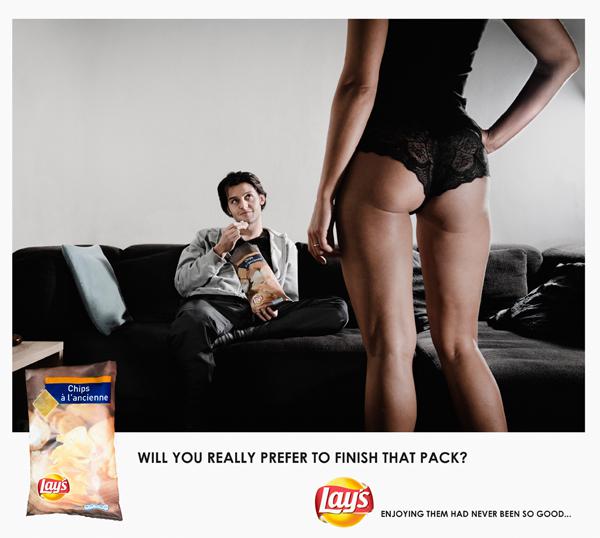 Chips
à l'ancienne
Lay's
WILL YOU REALLY PREFER TO FINISH THAT PACK?
Lay's
ENJOYING THEM HAD NEVER BEEN SO GOOD...